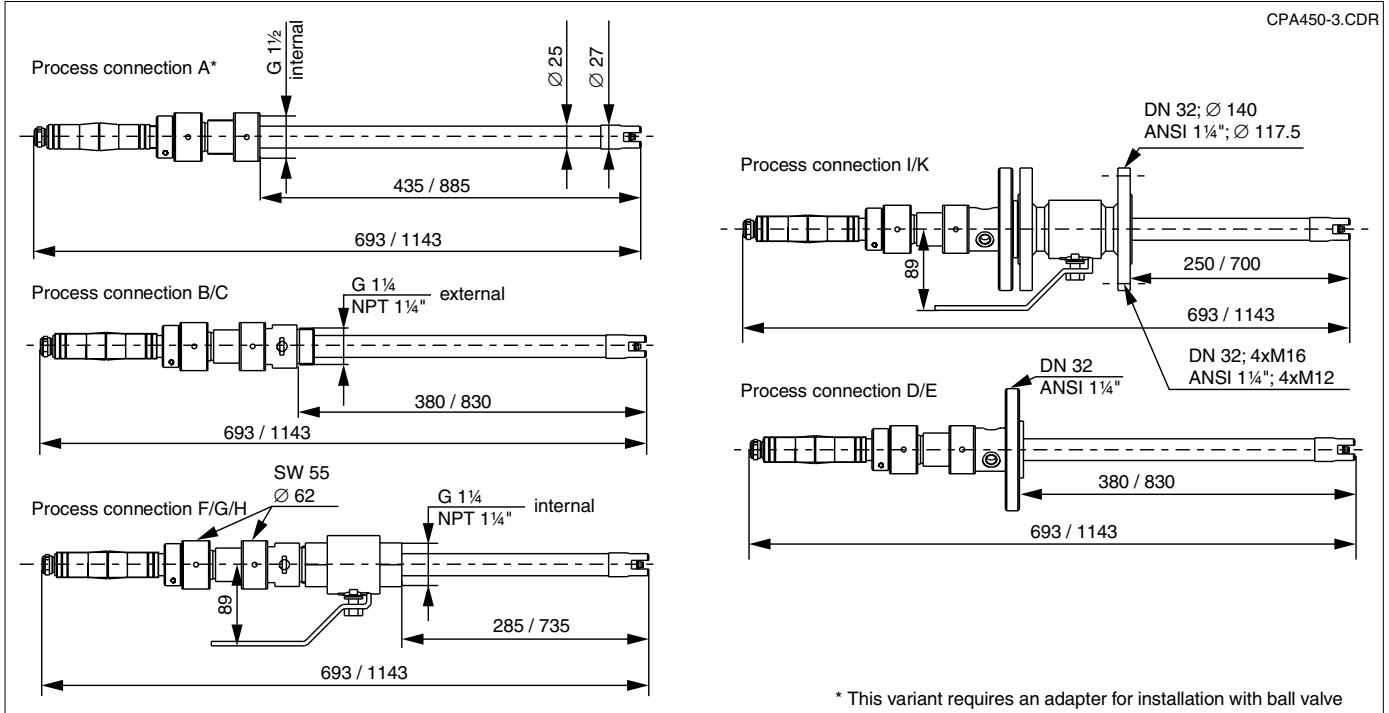 CPA450-3.CDR
Process connection A*
G 1½
internal
∅ 25
∅ 27
435 / 885
693 / 1143
Process connection B/C
G 1¼
NPT 1¼" external
380 / 830
693 / 1143
Process connection F/G/H
SW 55
∅ 62
G 1¼
NPT 1¼" internal
89
285 / 735
693 / 1143
Process connection I/K
DN 32; ∅ 140
ANSI 1¼"; ∅ 117.5
89
250 / 700
693 / 1143
DN 32; 4xM16
ANSI 1¼"; 4xM12
Process connection D/E
DN 32
ANSI 1¼"
380 / 830
693 / 1143
* This variant requires an adapter for installation with ball valve